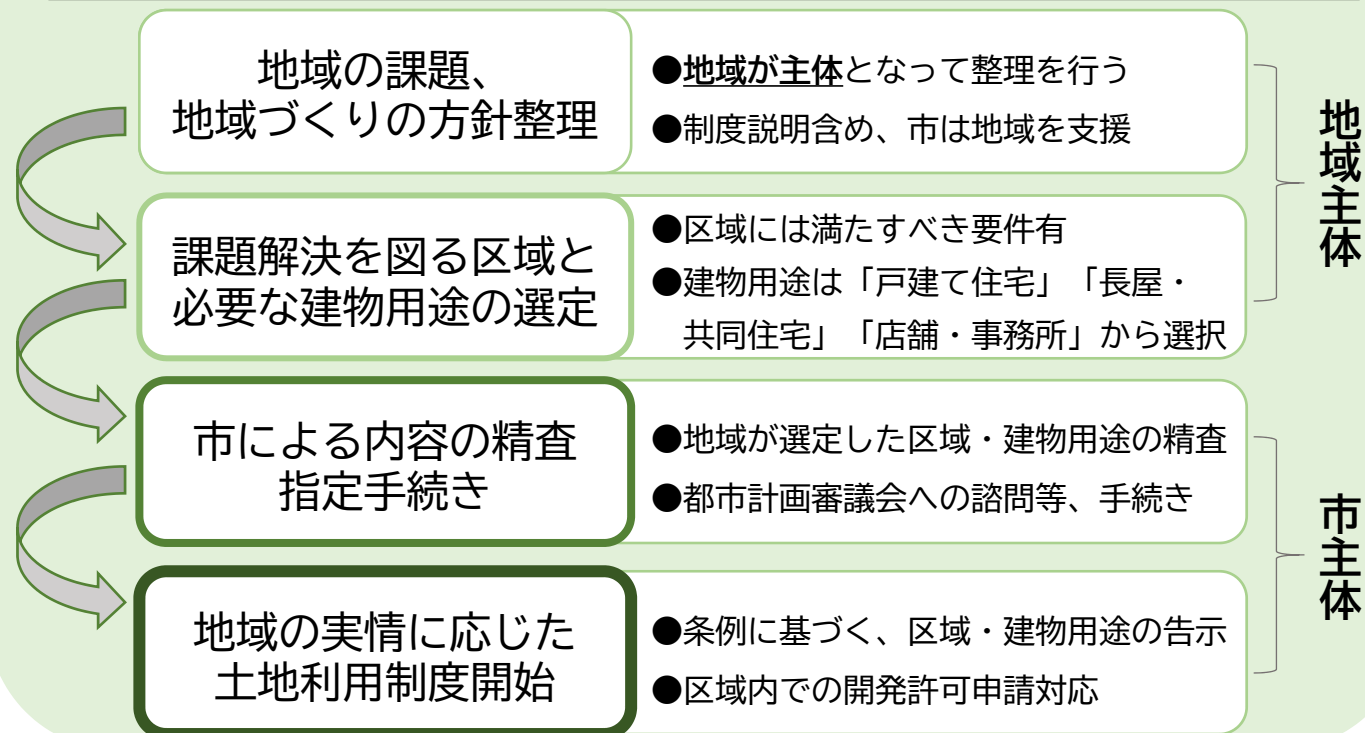 地域の課題、
地域づくりの方針整理
●地域が主体となって整理を行う
●制度説明含め、市は地域を支援
課題解決を図る区域と
必要な建物用途の選定
●区域には満たすべき要件有
●建物用途は「戸建て住宅」「長屋・
共同住宅」「店舗・事務所」から選択
地域主体
市による内容の精査
指定手続き
●地域が選定した区域・建物用途の精査
●都市計画審議会への諮問等、手続き
地域の実情に応じた
土地利用制度開始
●条例に基づく、区域・建物用途の告示
●区域内での開発許可申請対応
市主体